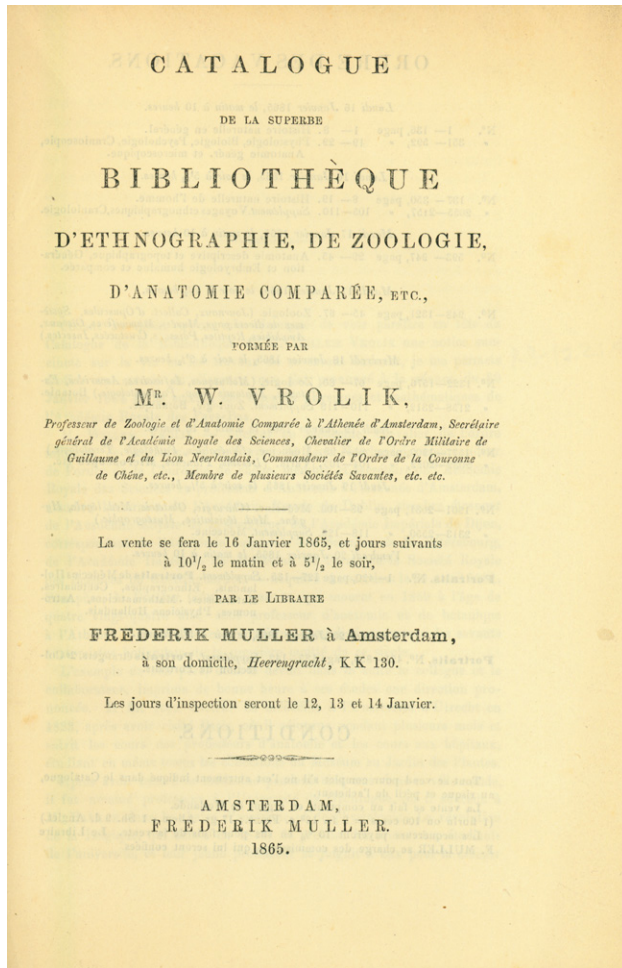 CATALOGUE
DE LA SUPERBE
BIBLIOTHÈQUE
D'ETHNOGRAPHIE, DE ZOOLOGIE,
D'ANATOMIE COMPARÉE, ETC.,
FORMÉE PAR
Mr. W. VROLIK,
Professeur de Zoologie et d'Anatomie Comparée à l'Athenée d'Amsterdam, Secrétaire
général de l'Académie Royale des Sciences, Chevalier de l'Ordre Militaire de
Guillaume et du Lion Neerlandais, Commandeur de l'Ordre de la Couronne
de Chêne, etc., Membre de plusieurs Sociétés Savantes, etc. etc.
La vente se fera le 16 Janvier 1865, et jours suivants
à 10 1/2 le matin et à 5 1/2 le soir,
PAR LE LIBRAIRE
FREDERIK MULLER à Amsterdam,
à son domicile, Heerengracht, KK 130.
Les jours d'inspection seront le 12, 13 et 14 Janvier.
AMSTERDAM,
FREDERIK MULLER.
1865.